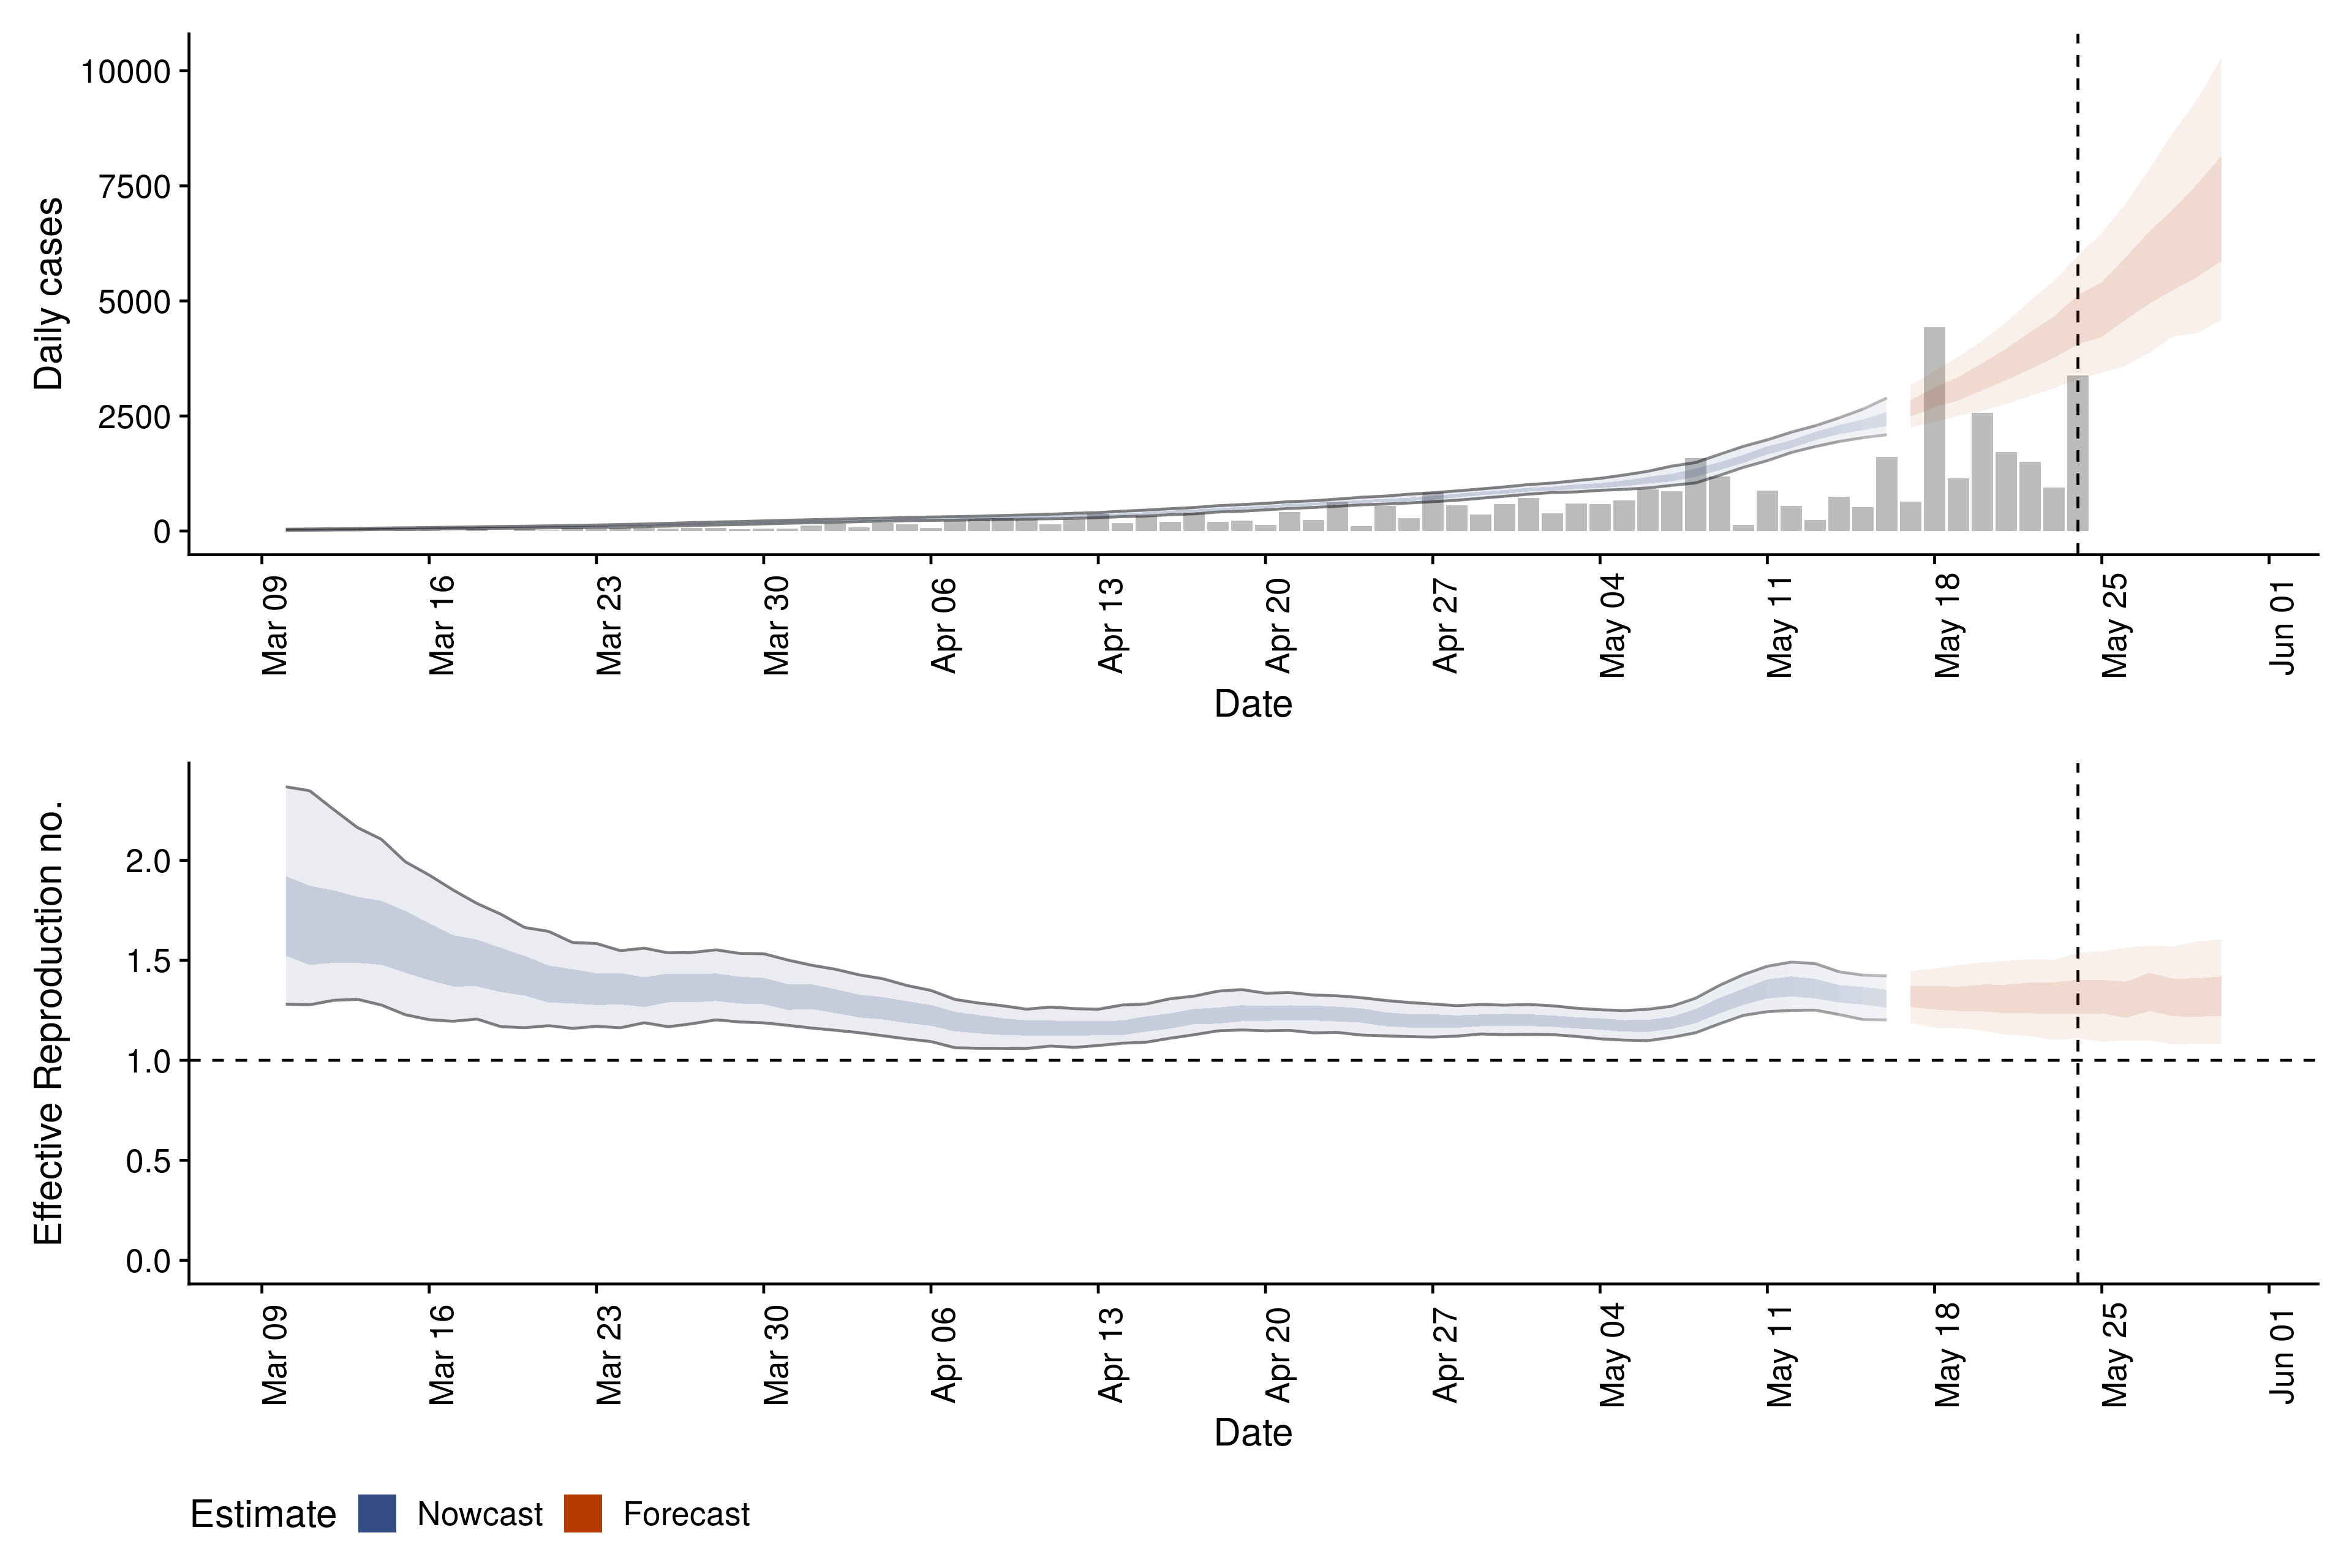 Daily cases
10000
7500
5000
2500
0
Mar 09
Mar 16
Mar 23
Mar 30
Apr 06
Apr 13
Apr 20
Apr 27
May 04
May 11
May 18
May 25
Jun 01
Date
Effective Reproduction no.
2.0
1.5
1.0
0.5
0.0
Mar 09
Mar 16
Mar 23
Mar 30
Apr 06
Apr 13
Apr 20
Apr 27
May 04
May 11
May 18
May 25
Jun 01
Date
Estimate Nowcast Forecast